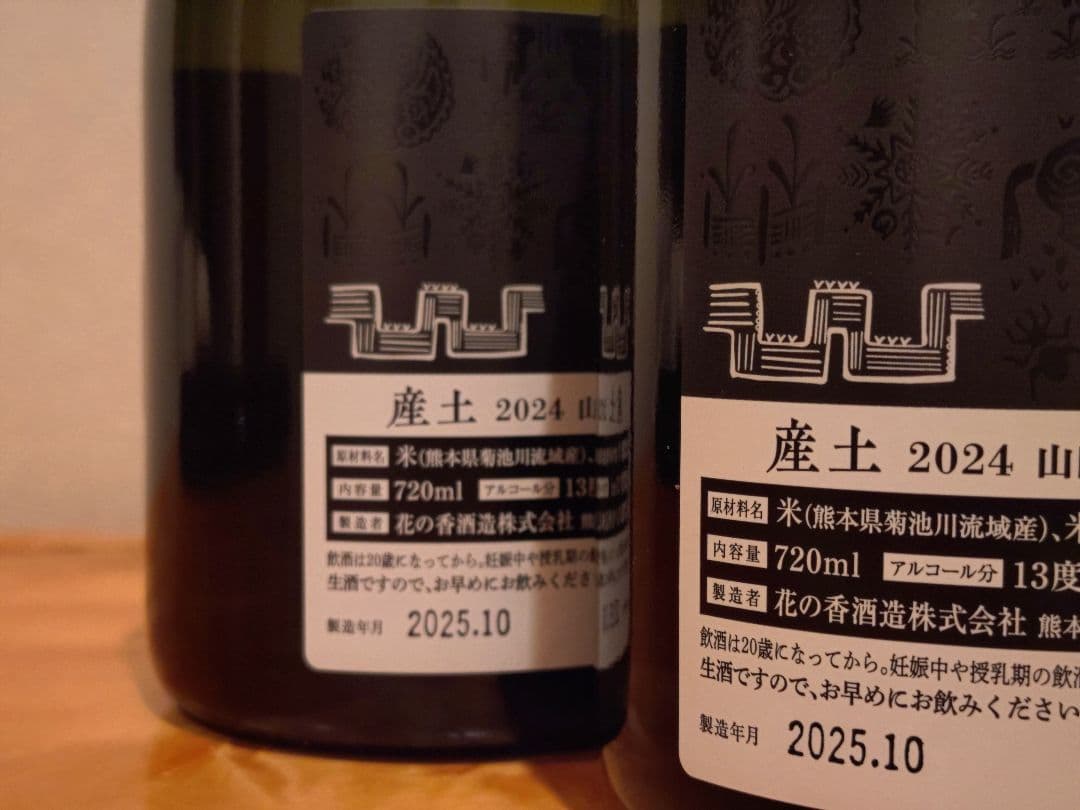 産土 2024 山
原材料名 米(熊本県菊池川流域産)、
内容量 720ml アルコール分 13度
製造者 花の香酒造株式会社 熊
飲酒は20歳になってから。妊娠中や授乳期の
生酒ですので、お早めにお飲みくださ
製造年月 2025.10
産土 2024 山
原材料名 米(熊本県菊池川流域産)、米
内容量 720ml アルコール分 13度
製造者 花の香酒造株式会社 熊本
飲酒は20歳になってから。妊娠中や授乳期の飲酒
生酒ですので、お早めにお飲みください
製造年月 2025.10